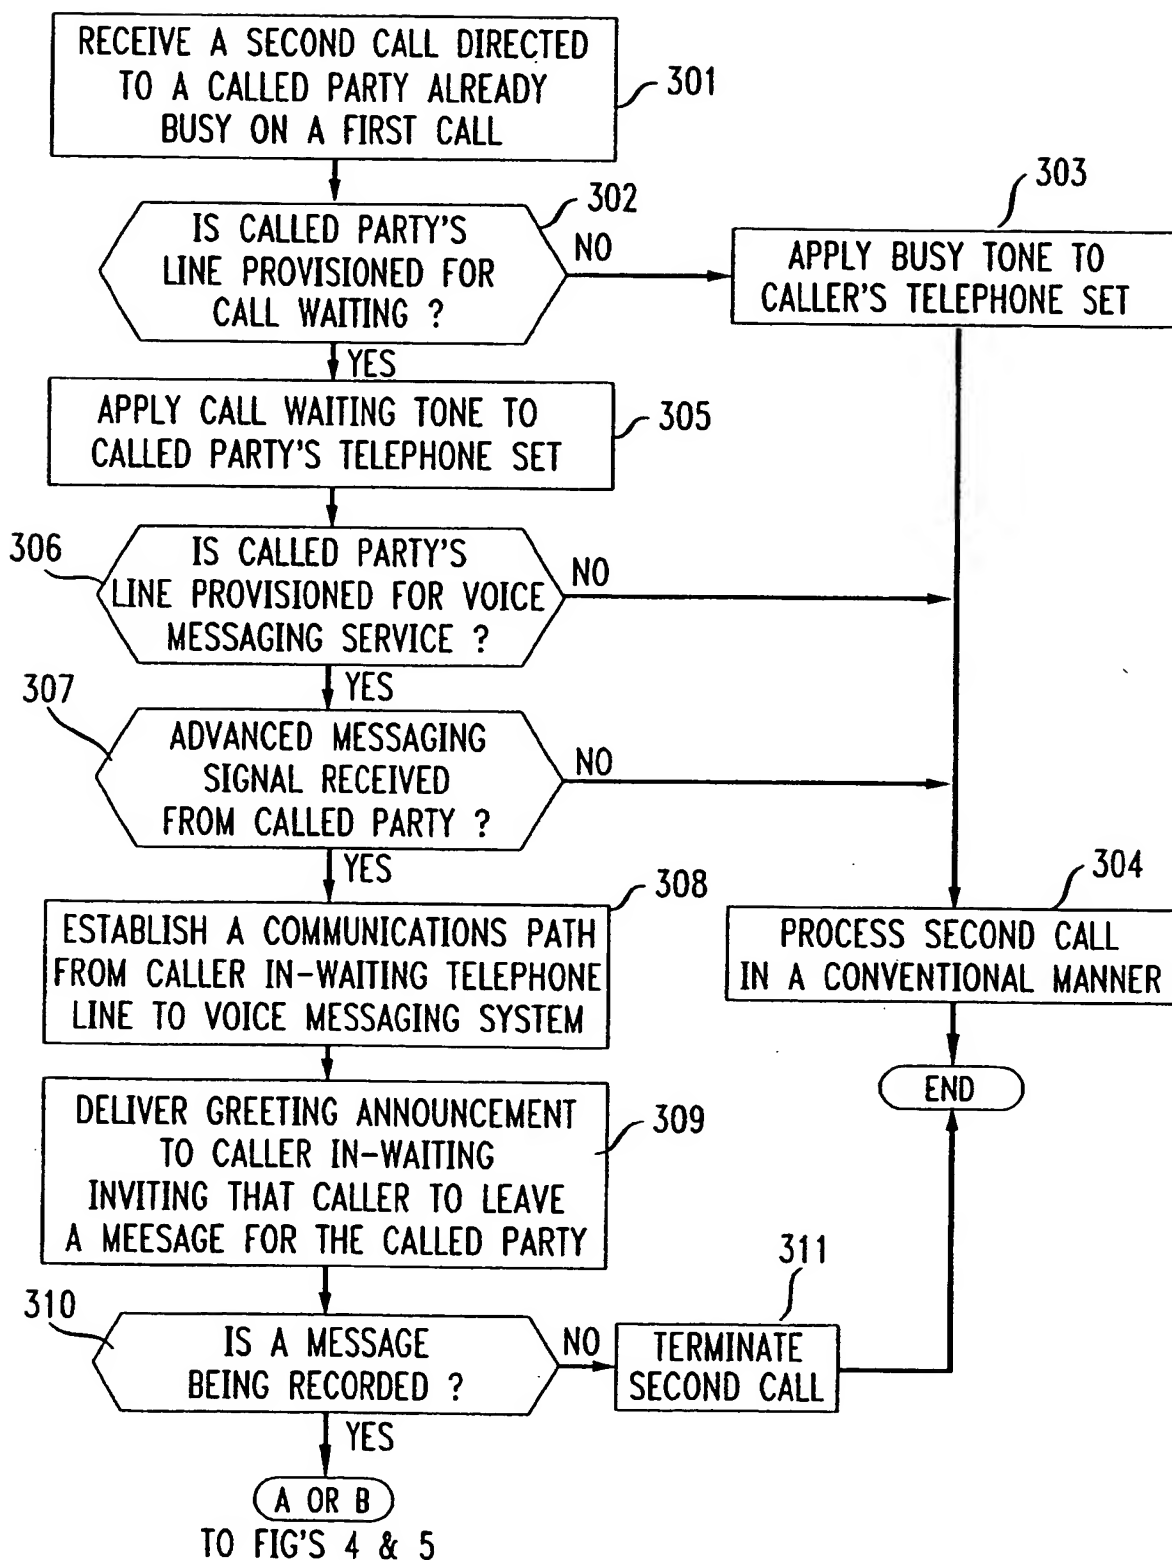 RECEIVE A SECOND CALL DIRECTED
TO A CALLED PARTY ALREADY
BUSY ON A FIRST CALL
301
302
IS CALLED PARTY'S
LINE PROVISIONED FOR
CALL WAITING ?
NO
303
APPLY BUSY TONE TO
CALLER'S TELEPHONE SET
YES
APPLY CALL WAITING TONE TO
CALLED PARTY'S TELEPHONE SET
305
306
IS CALLED PARTY'S
LINE PROVISIONED FOR VOICE
MESSAGING SERVICE ?
NO
YES
307
ADVANCED MESSAGING
SIGNAL RECEIVED
FROM CALLED PARTY ?
NO
YES
308
ESTABLISH A COMMUNICATIONS PATH
FROM CALLER IN-WAITING TELEPHONE
LINE TO VOICE MESSAGING SYSTEM
304
PROCESS SECOND CALL
IN A CONVENTIONAL MANNER
END
DELIVER GREETING ANNOUNCEMENT
TO CALLER IN-WAITING
INVITING THAT CALLER TO LEAVE
A MEESAGE FOR THE CALLED PARTY
309
310
IS A MESSAGE
BEING RECORDED ?
NO
311
TERMINATE
SECOND CALL
YES
A OR B
TO FIG'S 4 & 5